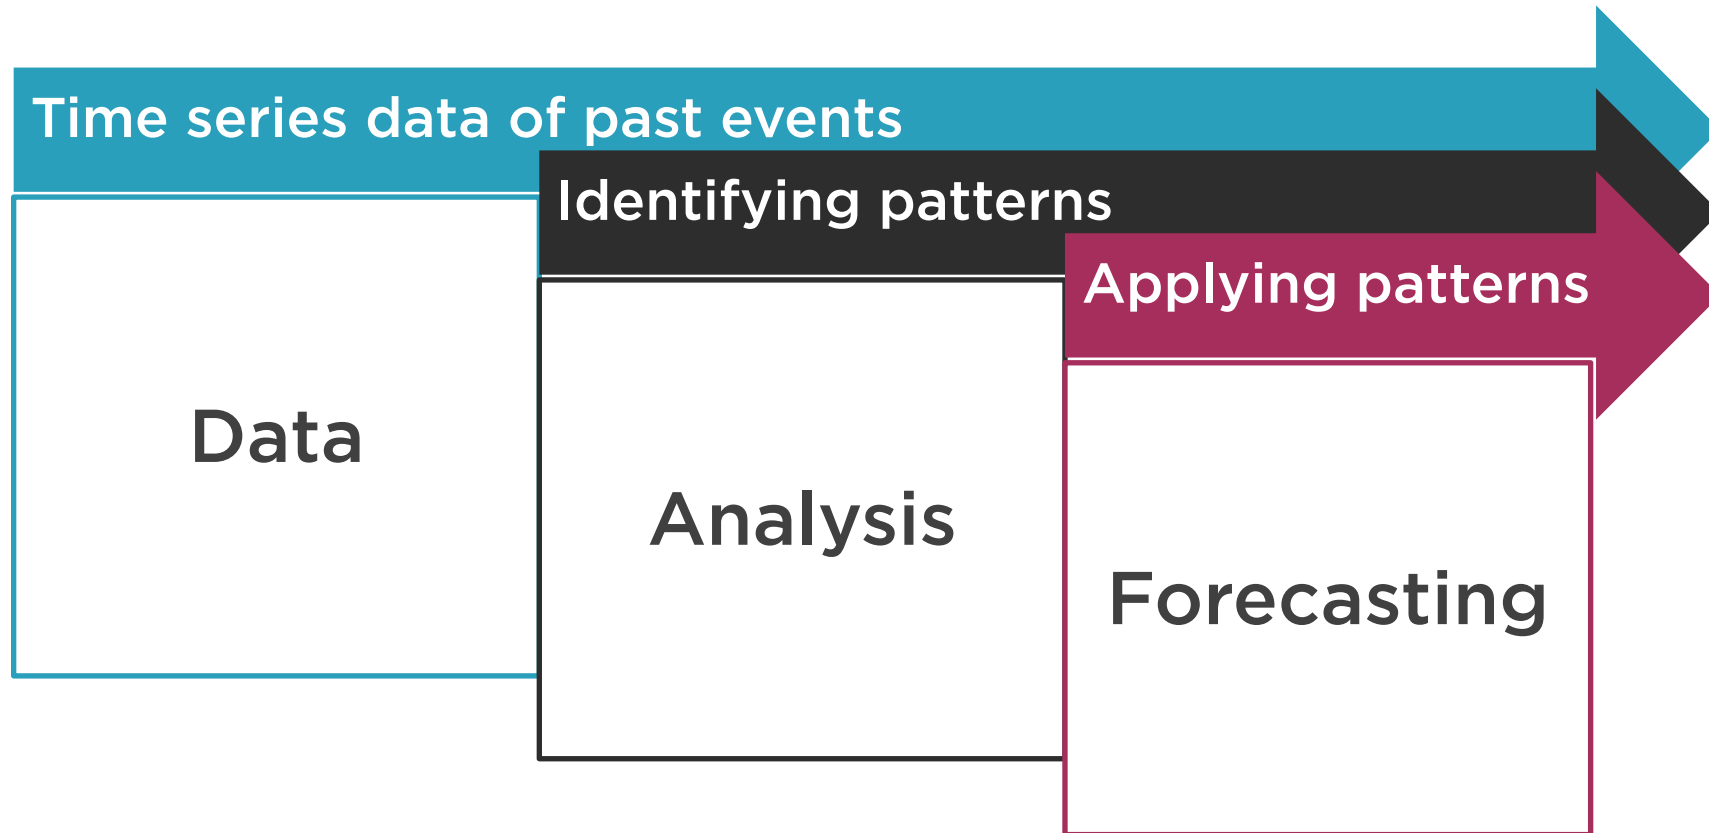 Time series data of past events
Identifying patterns
Applying patterns
Data
Analysis
Forecasting